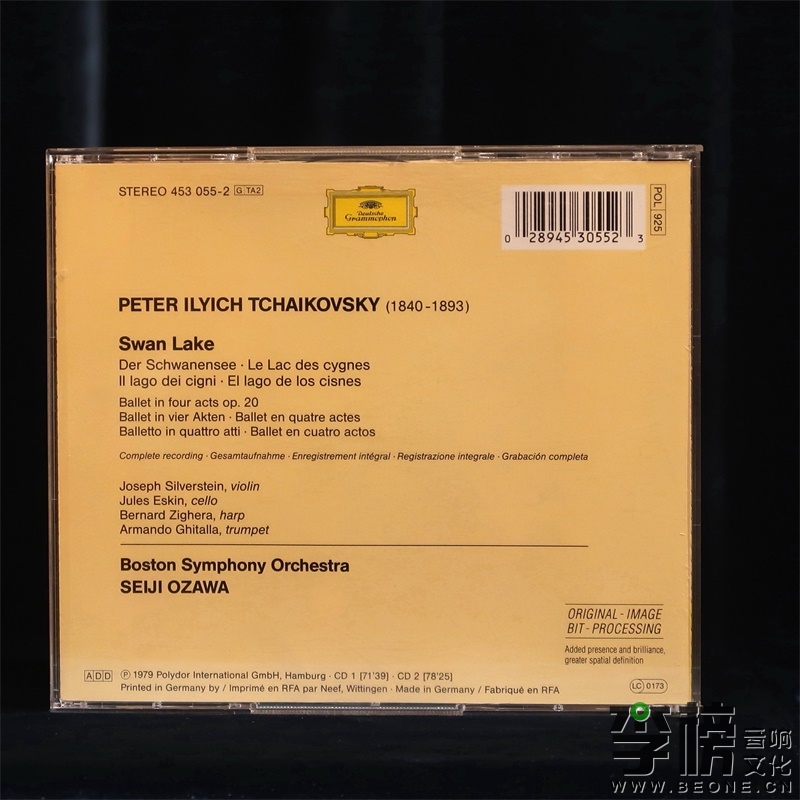 STEREO 453 055-2 G TA2
Deutsche
Grammophon
0 28945 30552 3
POL 925
PETER ILYICH TCHAIKOVSKY (1840-1893)
Swan Lake
Der Schwanensee · Le Lac des cygnes
Il lago dei cigni · El lago de los cisnes
Ballet in four acts op. 20
Ballet in vier Akten · Ballet en quatre actes
Balletto in quattro atti · Ballet en cuatro actos
Complete recording · Gesamtaufnahme · Enregistrement intégral · Registrazione integrale · Grabación completa
Joseph Silverstein, violin
Jules Eskin, cello
Bernard Zighera, harp
Armando Ghitalla, trumpet
Boston Symphony Orchestra
SEIJI OZAWA
ORIGINAL-IMAGE
BIT-PROCESSING
Added presence and brilliance,
greater spatial definition
ADD ℗ 1979 Polydor International GmbH, Hamburg · CD 1 [71'39] · CD 2 [78'25]
Printed in Germany by / Imprimé en RFA par Neef, Wittingen · Made in Germany / Fabriqué en RFA
LC 0173
李榜音响
文化
WWW.BEONE.CN